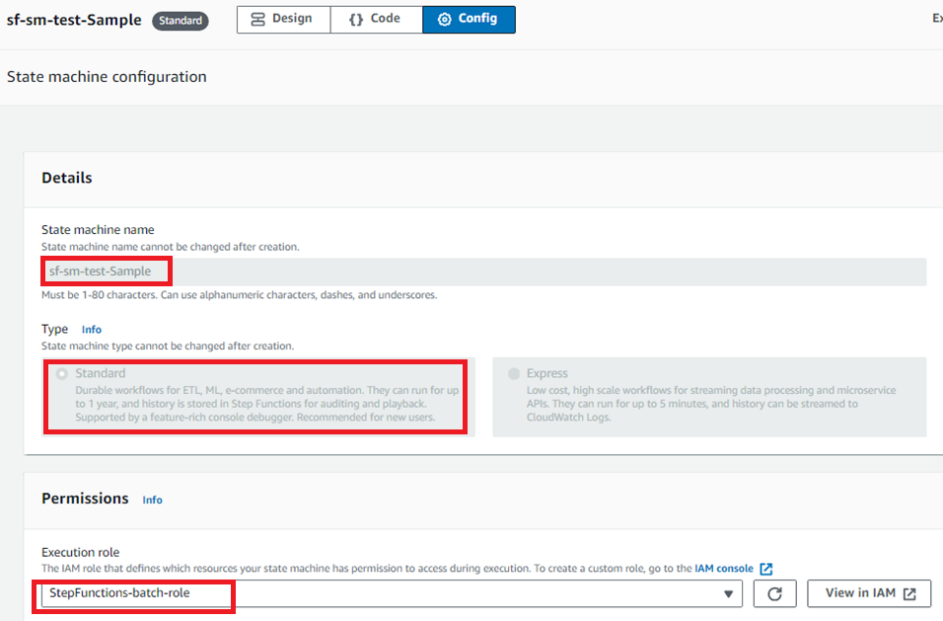 sf-sm-test-Sample Standard Design {} Code Config Ex
State machine configuration
Details
State machine name
State machine name cannot be changed after creation.
sf-sm-test-Sample
Must be 1-80 characters. Can use alphanumeric characters, dashes, and underscores.
Type Info
State machine type cannot be changed after creation.
Standard
Durable workflows for ETL, ML, e-commerce and automation. They can run for up
to 1 year, and history is stored in Step Functions for auditing and playback.
Supported by a feature-rich console debugger. Recommended for new users.
Express
Low cost, high scale workflows for streaming data processing and microservice
APIs. They can run for up to 5 minutes, and history can be streamed to
CloudWatch Logs.
Permissions Info
Execution role
The IAM role that defines which resources your state machine has permission to access during execution. To create a custom role, go to the IAM console
StepFunctions-batch-role
View in IAM